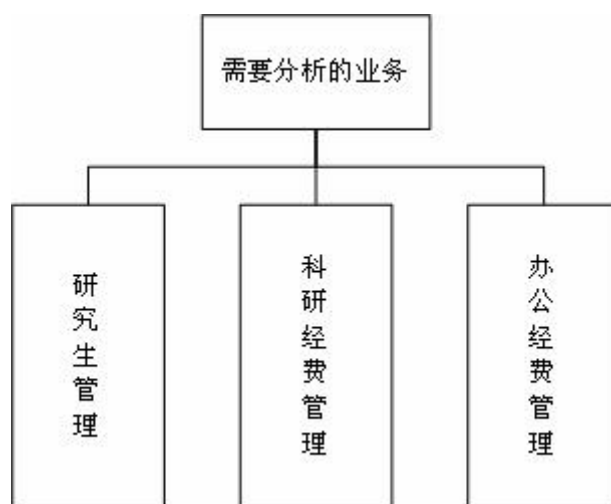 需要分析的业务
研究生管理
科研经费管理
办公经费管理